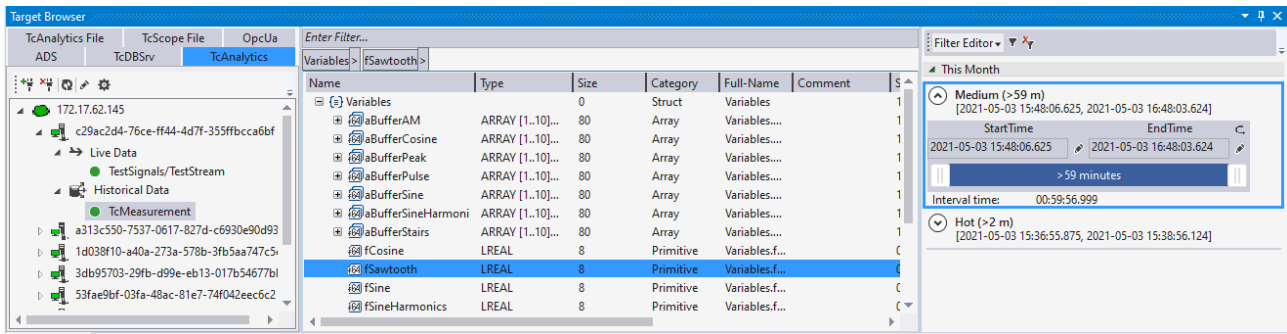 Target Browser
TcAnalytics File TcScope File OpcUa
ADS TcDBSrv TcAnalytics
172.17.62.145
c29ac2d4-76ce-ff44-4d7f-355ffbcca6bf
Live Data
TestSignals/TestStream
Historical Data
TcMeasurement
a313c550-7537-0617-827d-c6930e90d93
1d038f10-a40a-273a-578b-3fb5aa747c5
3db95703-29fb-d99e-eb13-017b54677bl
53fae9bf-03fa-48ac-81e7-74f042eec6c2
Enter Filter...
Variables > fSawtooth >
Name Type Size Category Full-Name Comment S
Variables 0 Struct Variables 1
aBufferAM ARRAY [1..10]... 80 Array Variables.... 1
aBufferCosine ARRAY [1..10]... 80 Array Variables.... 1
aBufferPeak ARRAY [1..10]... 80 Array Variables.... 1
aBufferPulse ARRAY [1..10]... 80 Array Variables.... 1
aBufferSine ARRAY [1..10]... 80 Array Variables.... 1
aBufferSineHarmoni ARRAY [1..10]... 80 Array Variables.... 1
aBufferStairs ARRAY [1..10]... 80 Array Variables.... 1
fCosine LREAL 8 Primitive Variables.f...
fSawtooth LREAL 8 Primitive Variables.f...
fSine LREAL 8 Primitive Variables.f...
fSineHarmonics LREAL 8 Primitive Variables.f...
Filter Editor
This Month
Medium (>59 m)
[2021-05-03 15:48:06.625, 2021-05-03 16:48:03.624]
StartTime EndTime
2021-05-03 15:48:06.625 2021-05-03 16:48:03.624
>59 minutes
Interval time: 00:59:56.999
Hot (>2 m)
[2021-05-03 15:36:55.875, 2021-05-03 15:38:56.124]